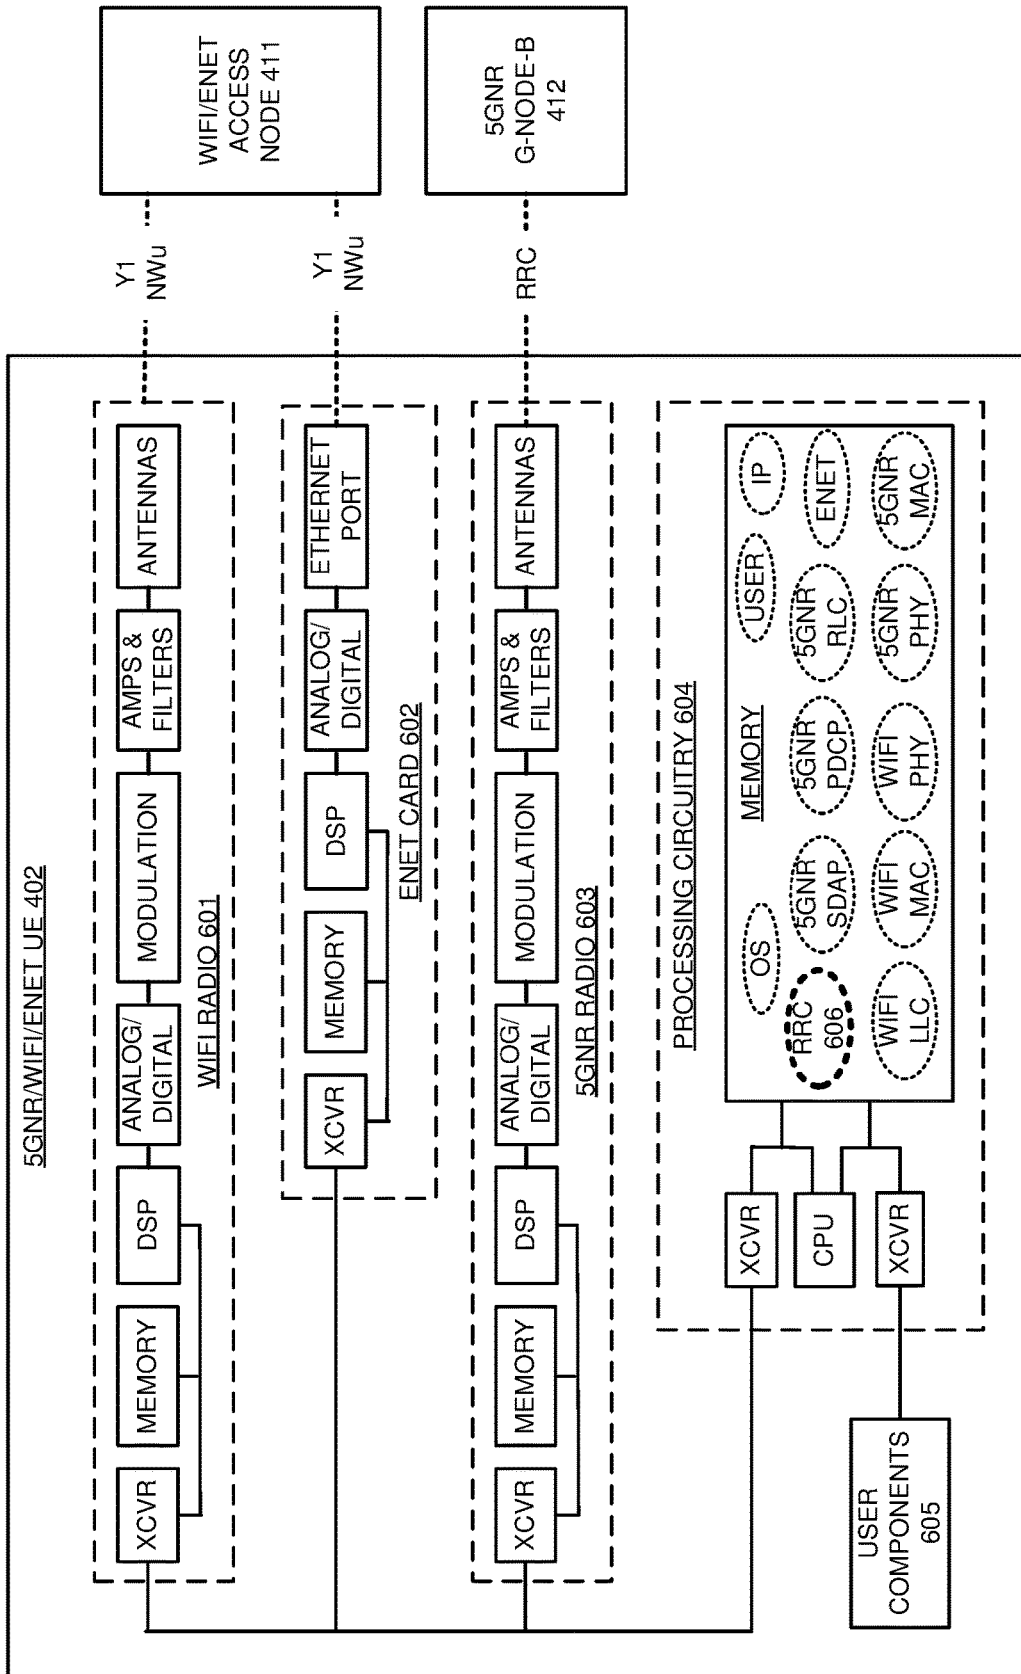 5GNR/WIFI/ENET UE 402
XCVR
MEMORY
DSP
ANALOG/
DIGITAL
MODULATION
AMPS &
FILTERS
ANTENNAS
WIFI RADIO 601
Y1
NWu
WIFI/ENET
ACCESS
NODE 411
XCVR
MEMORY
DSP
ANALOG/
DIGITAL
ETHERNET
PORT
ENET CARD 602
Y1
NWu
XCVR
MEMORY
DSP
ANALOG/
DIGITAL
MODULATION
AMPS &
FILTERS
ANTENNAS
5GNR RADIO 603
RRC
5GNR
G-NODE-B
412
PROCESSING CIRCUITRY 604
XCVR
CPU
XCVR
MEMORY
OS
USER
IP
RRC
606
5GNR
SDAP
5GNR
PDCP
5GNR
RLC
ENET
WIFI
LLC
WIFI
MAC
WIFI
PHY
5GNR
PHY
5GNR
MAC
USER
COMPONENTS
605